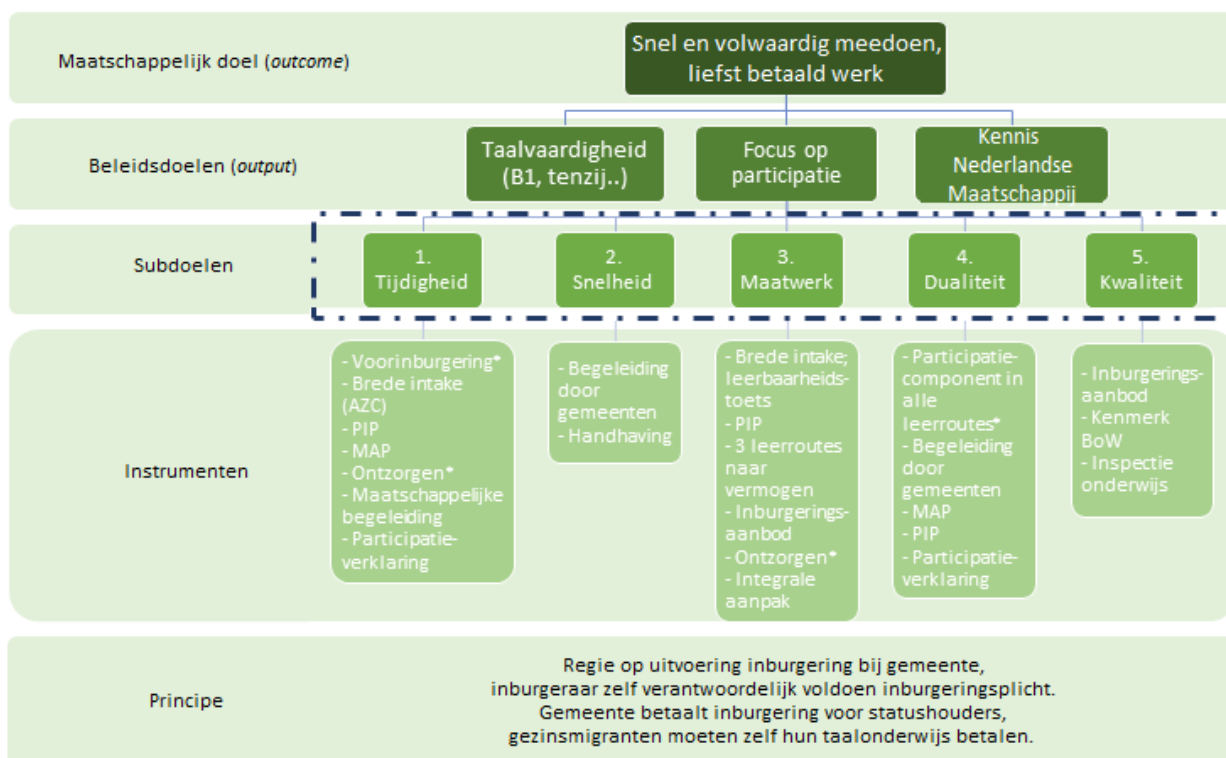 Maatschappelijk doel (outcome)
Snel en volwaardig meedoen,
liefst betaald werk
Beleidsdoelen (output)
Taalvaardigheid
(B1, tenzij..)
Focus op
participatie
Kennis
Nederlandse
Maatschappij
Subdoelen
1.
Tijdigheid
2.
Snelheid
3.
Maatwerk
4.
Dualiteit
5.
Kwaliteit
Instrumenten
- Voorinburgering*
- Brede intake
(AZC)
- PIP
- MAP
- Ontzorgen*
- Maatschappelijke
begeleiding
- Participatie-
verklaring
- Begeleiding
door
gemeenten
- Handhaving
- Brede intake;
leerbaarheids-
toets
- PIP
- 3 leerroutes
naar
vermogen
- Inburgerings-
aanbod
- Ontzorgen*
- Integrale
aanpak
- Participatie-
component in
alle
leerroutes*
- Begeleiding
door
gemeenten
- MAP
- PIP
- Participatie-
verklaring
- Inburgerings-
aanbod
- Kenmerk
BoW
- Inspectie
onderwijs
Principe
Regie op uitvoering inburgering bij gemeente,
inburgeraar zelf verantwoordelijk voldoen inburgeringsplicht.
Gemeente betaalt inburgering voor statushouders,
gezinsmigranten moeten zelf hun taalonderwijs betalen.